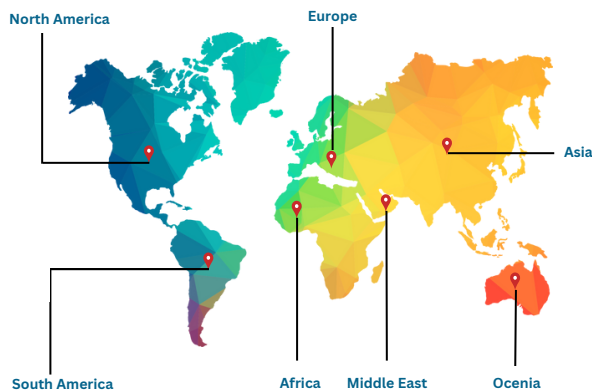 North America
Europe
Asia
South America
Africa
Middle East
Ocenia